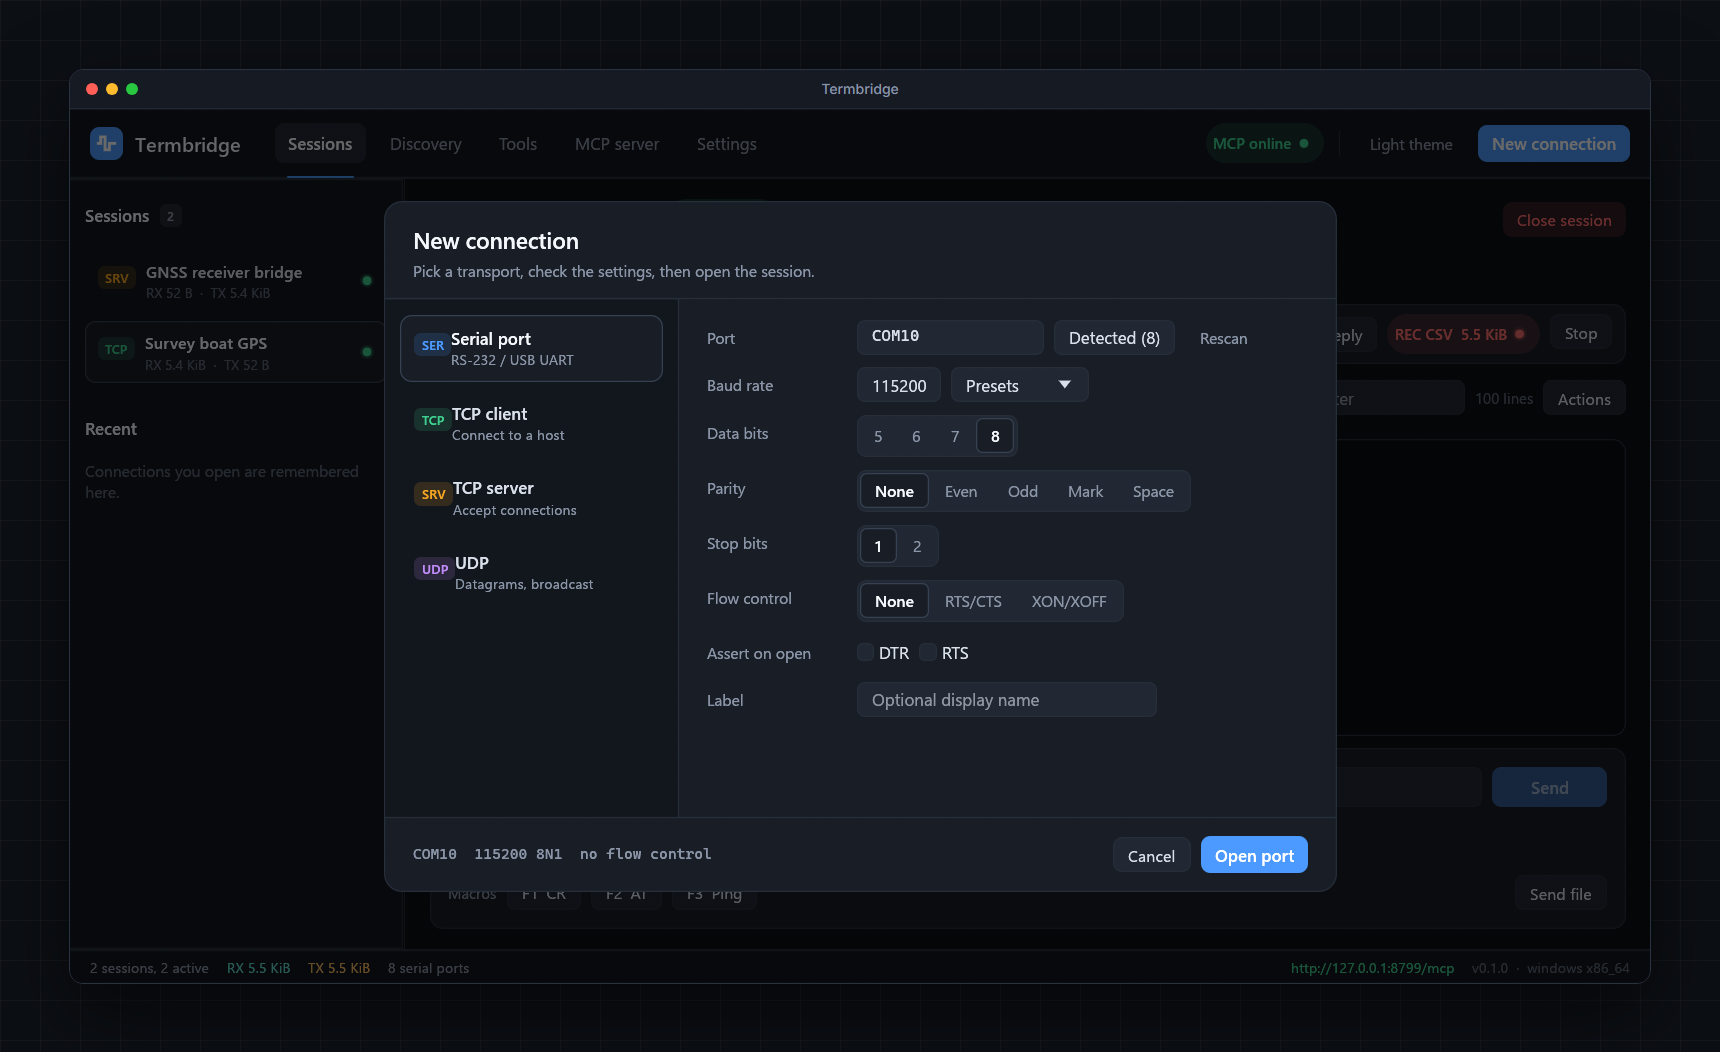 Termbridge
Termbridge
Sessions
Discovery
Tools
MCP server
Settings
MCP online
Light theme
New connection
Sessions 2
SRV
GNSS receiver bridge
RX 52 B · TX 5.4 KiB
TCP
Survey boat GPS
RX 5.4 KiB · TX 52 B
Recent
Connections you open are remembered
here.
Close session
REC CSV 5.5 KiB
Stop
100 lines
Actions
New connection
Pick a transport, check the settings, then open the session.
SER
Serial port
RS-232 / USB UART
TCP
TCP client
Connect to a host
SRV
TCP server
Accept connections
UDP
UDP
Datagrams, broadcast
Port
COM10
Detected (8)
Rescan
Baud rate
115200
Presets
Data bits
5 6 7 8
Parity
None Even Odd Mark Space
Stop bits
1 2
Flow control
None RTS/CTS XON/XOFF
Assert on open
DTR RTS
Label
Optional display name
COM10 115200 8N1 no flow control
Cancel
Open port
Send
Macros
F1 CR
F2 AT
F3 Ping
Send file
2 sessions, 2 active RX 5.5 KiB TX 5.5 KiB 8 serial ports
http://127.0.0.1:8799/mcp v0.1.0 · windows x86_64